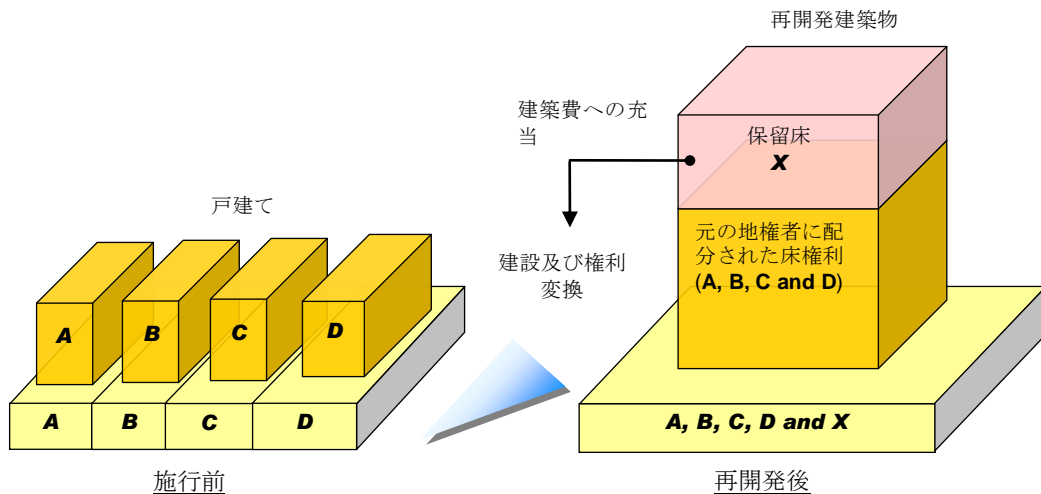 再開発建築物
建築費への充
当
保留床
X
戸建て
元の地権者に配
分された床権利
(A, B, C and D)
建設及び権利
変換
A B C D
A B C D
A, B, C, D and X
施行前
再開発後